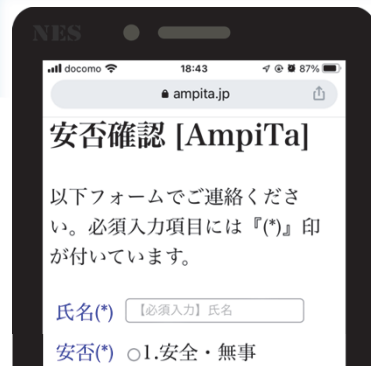 NES
docomo 18:43 87%
ampita.jp
安否確認 [AmpiTa]
以下フォームでご連絡くださ
い。必須入力項目には『(*)』印
が付いています。
氏名(*) 【必須入力】氏名
安否(*) ○1.安全・無事